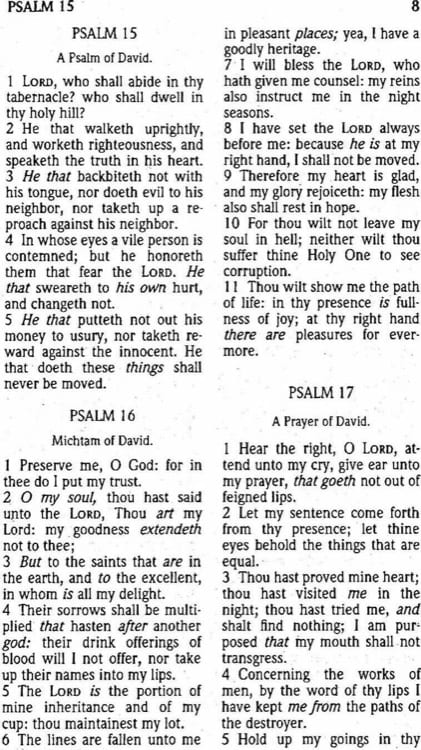 PSALM 15
8
PSALM 15
A Psalm of David.
1 LORD, who shall abide in thy
tabernacle? who shall dwell in
thy holy hill?
2 He that walketh uprightly,
and worketh righteousness, and
speaketh the truth in his heart.
3 He that backbiteth not with
his tongue, nor doeth evil to his
neighbor, nor taketh up a re-
proach against his neighbor.
4 In whose eyes a vile person is
contemned; but he honoreth
them that fear the LORD. He
that sweareth to his own hurt,
and changeth not.
5 He that putteth not out his
money to usury, nor taketh re-
ward against the innocent. He
that doeth these things shall
never be moved.
PSALM 16
Michtam of David.
1 Preserve me, O God: for in
thee do I put my trust.
2 O my soul, thou hast said
unto the LORD, Thou art my
Lord: my goodness extendeth
not to thee;
3 But to the saints that are in
the earth, and to the excellent,
in whom is all my delight.
4 Their sorrows shall be multi-
plied that hasten after another
god: their drink offerings of
blood will I not offer, nor take
up their names into my lips.
5 The LORD is the portion of
mine inheritance and of my
cup: thou maintainest my lot.
6 The lines are fallen unto me
in pleasant places; yea, I have a
goodly heritage.
7 I will bless the LORD, who
hath given me counsel: my reins
also instruct me in the night
seasons.
8 I have set the LORD always
before me: because he is at my
right hand, I shall not be moved.
9 Therefore my heart is glad,
and my glory rejoiceth: my flesh
also shall rest in hope.
10 For thou wilt not leave my
soul in hell; neither wilt thou
suffer thine Holy One to see
corruption.
11 Thou wilt show me the path
of life: in thy presence is full-
ness of joy; at thy right hand
there are pleasures for ever-
more.
PSALM 17
A Prayer of David.
1 Hear the right, O LORD, at-
tend unto my cry, give ear unto
my prayer, that goeth not out of
feigned lips.
2 Let my sentence come forth
from thy presence; let thine
eyes behold the things that are
equal.
3 Thou hast proved mine heart;
thou hast visited me in the
night; thou hast tried me, and
shalt find nothing; I am pur-
posed that my mouth shall not
transgress.
4 Concerning the works of
men, by the word of thy lips I
have kept me from the paths of
the destroyer.
5 Hold up my goings in thy